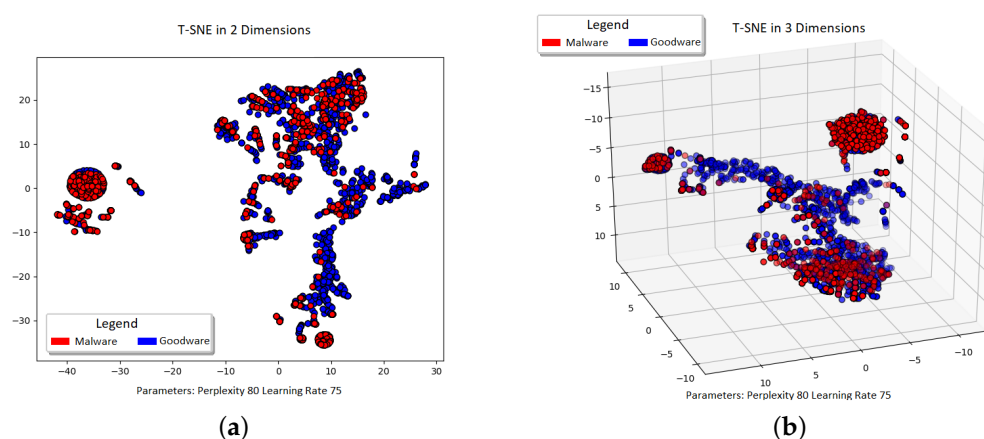 T-SNE in 2 Dimensions
20
10
0
−10
−20
−30
Legend
Malware Goodware
−40 −30 −20 −10 0 10 20 30
Parameters: Perplexity 80 Learning Rate 75
(a)
Legend
Malware Goodware
T-SNE in 3 Dimensions
−15
−10
−5
0
5
10
10
5
0
−5
−10
10 5 0 −5 −10
Parameters: Perplexity 80 Learning Rate 75
(b)